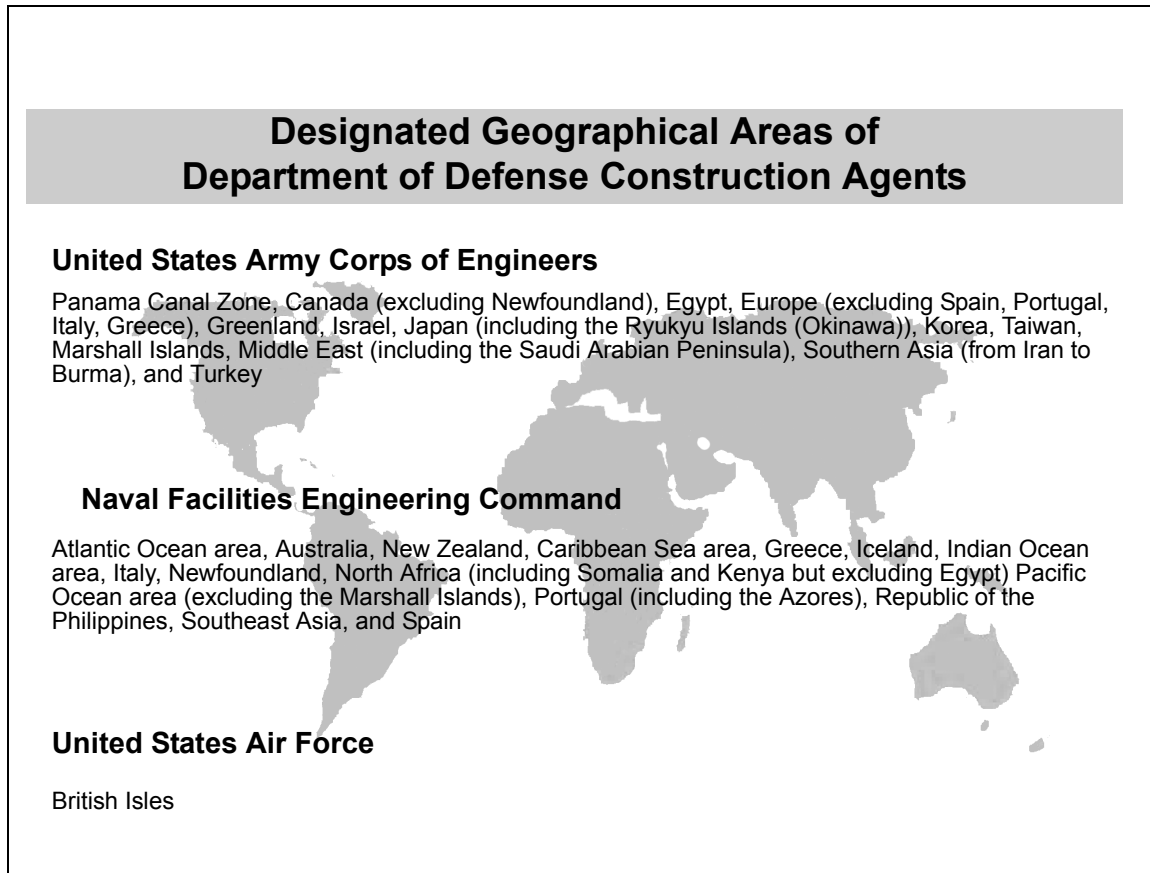 Designated Geographical Areas of
Department of Defense Construction Agents
United States Army Corps of Engineers
Panama Canal Zone, Canada (excluding Newfoundland), Egypt, Europe (excluding Spain, Portugal,
Italy, Greece), Greenland, Israel, Japan (including the Ryukyu Islands (Okinawa)), Korea, Taiwan,
Marshall Islands, Middle East (including the Saudi Arabian Peninsula), Southern Asia (from Iran to
Burma), and Turkey
Naval Facilities Engineering Command
Atlantic Ocean area, Australia, New Zealand, Caribbean Sea area, Greece, Iceland, Indian Ocean
area, Italy, Newfoundland, North Africa (including Somalia and Kenya but excluding Egypt) Pacific
Ocean area (excluding the Marshall Islands), Portugal (including the Azores), Republic of the
Philippines, Southeast Asia, and Spain
United States Air Force
British Isles